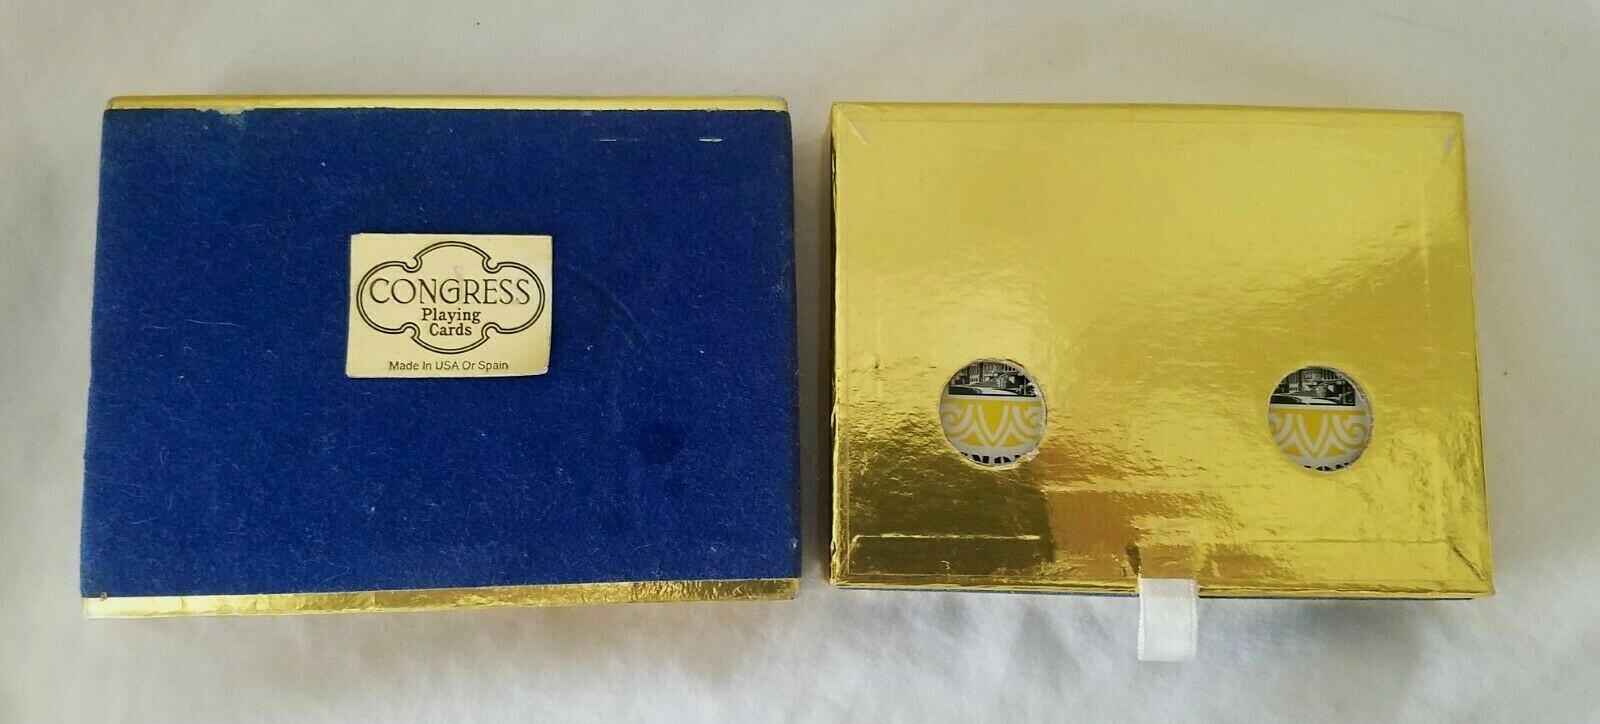 CONGRESS
Playing
Cards
Made In USA Or Spain